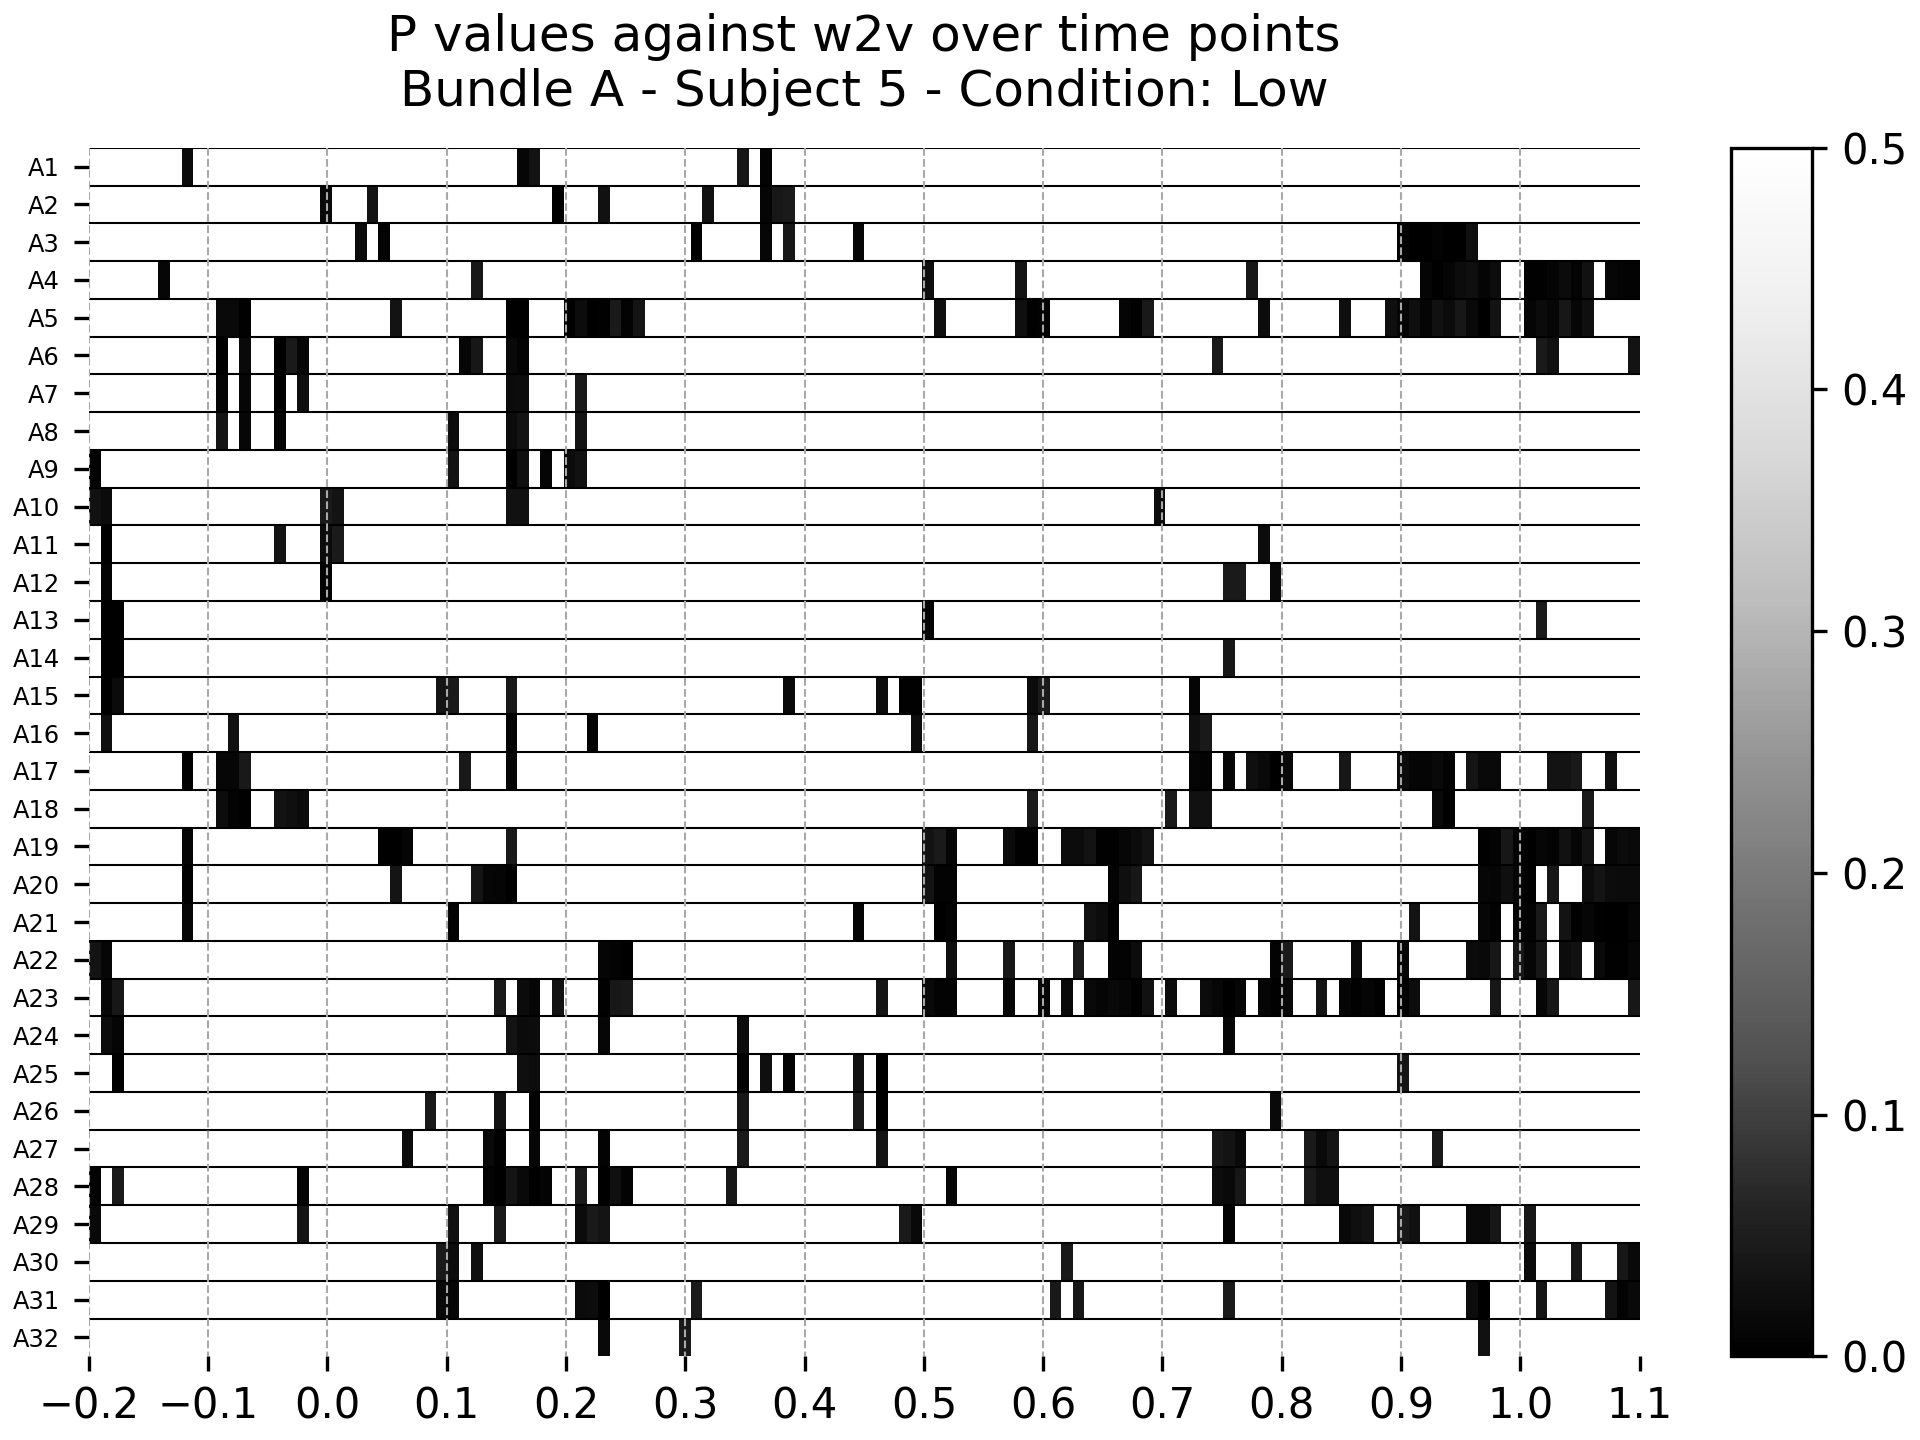 P values against w2v over time points
Bundle A - Subject 5 - Condition: Low
A1
A2
A3
A4
A5
A6
A7
A8
A9
A10
A11
A12
A13
A14
A15
A16
A17
A18
A19
A20
A21
A22
A23
A24
A25
A26
A27
A28
A29
A30
A31
A32
−0.2 −0.1 0.0 0.1 0.2 0.3 0.4 0.5 0.6 0.7 0.8 0.9 1.0 1.1
0.5
0.4
0.3
0.2
0.1
0.0